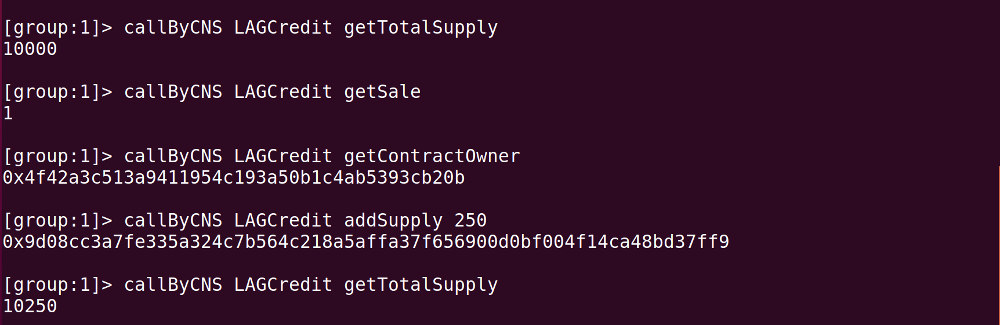 [group:1]> callByCNS LAGCredit getTotalSupply
10000
[group:1]> callByCNS LAGCredit getSale
1
[group:1]> callByCNS LAGCredit getContractOwner
0x4f42a3c513a9411954c193a50b1c4ab5393cb20b
[group:1]> callByCNS LAGCredit addSupply 250
0x9d08cc3a7fe335a324c7b564c218a5affa37f656900d0bf004f14ca48bd37ff9
[group:1]> callByCNS LAGCredit getTotalSupply
10250